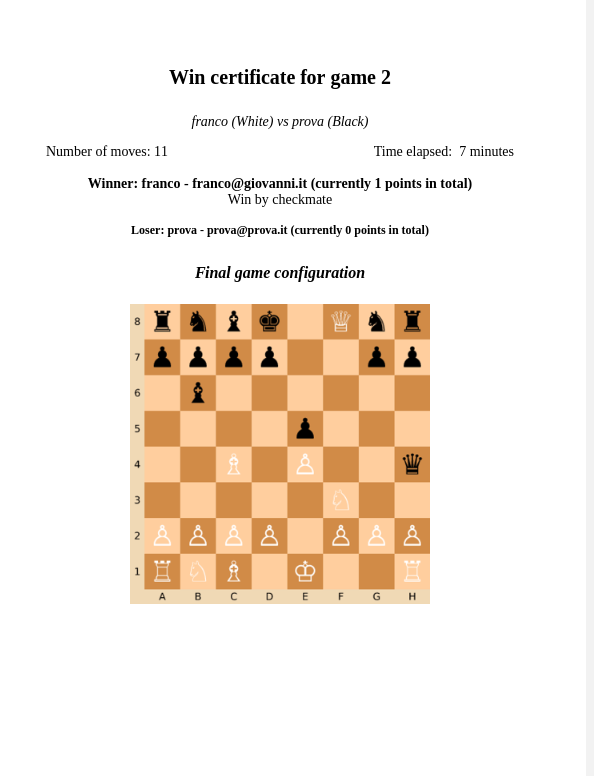 Win certificate for game 2
franco (White) vs prova (Black)
Number of moves: 11 Time elapsed:  7 minutes
Winner: franco - franco@giovanni.it (currently 1 points in total)
Win by checkmate
Loser: prova - prova@prova.it (currently 0 points in total)
Final game configuration
8
7
6
5
4
3
2
1
A B C D E F G H